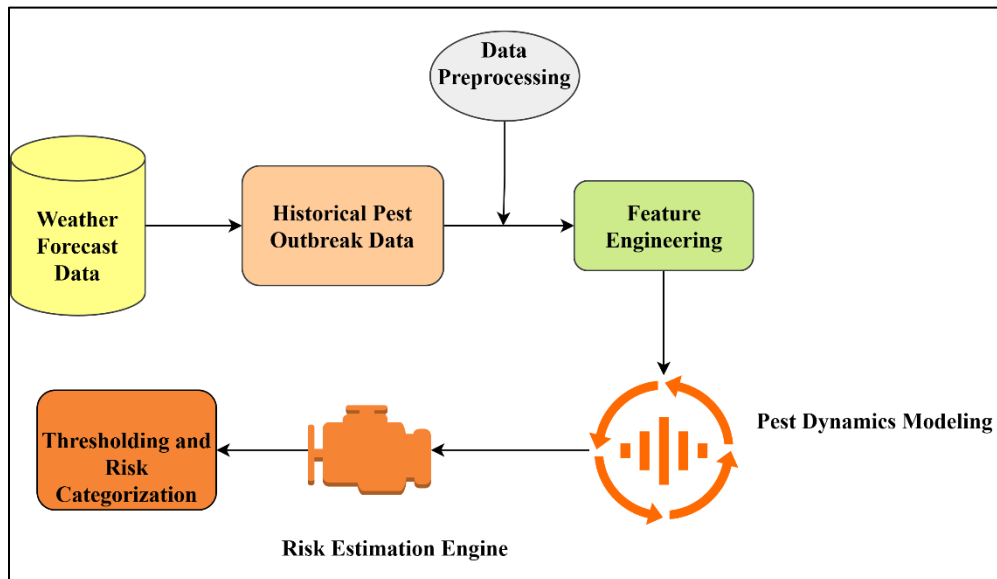 Data
Preprocessing
Weather
Forecast
Data
Historical Pest
Outbreak Data
Feature
Engineering
Pest Dynamics Modeling
Risk Estimation Engine
Thresholding and
Risk
Categorization